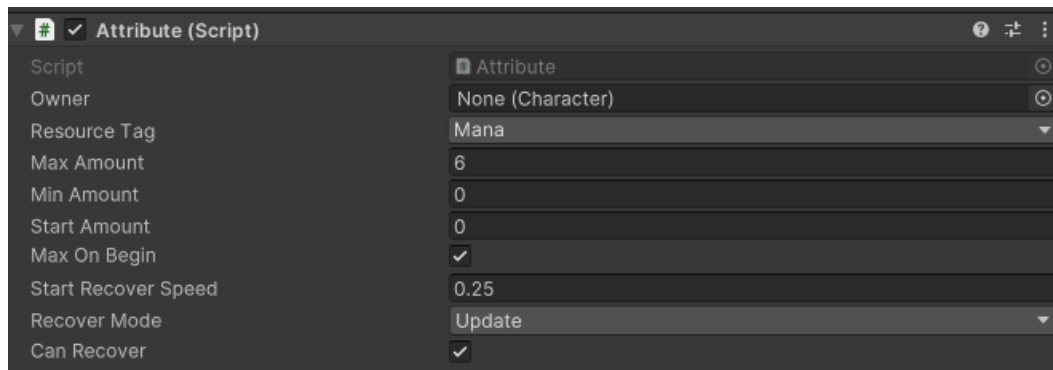 # Attribute (Script)
Script # Attribute
Owner None (Character)
Resource Tag Mana
Max Amount 6
Min Amount 0
Start Amount 0
Max On Begin
Start Recover Speed 0.25
Recover Mode Update
Can Recover